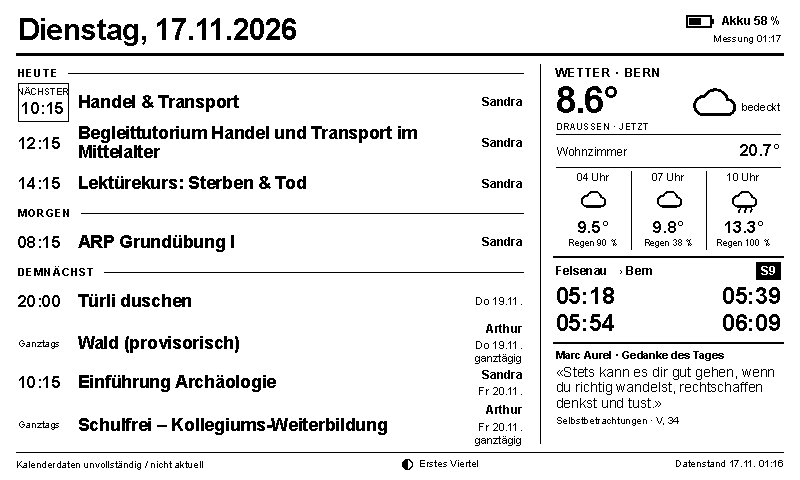 Dienstag, 17.11.2026
Akku 58 %
Messung 01:17
HEUTE
NÄCHSTER
10:15 Handel & Transport Sandra
12:15 Begleittutorium Handel und Transport im
Mittelalter Sandra
14:15 Lektürekurs: Sterben & Tod Sandra
MORGEN
08:15 ARP Grundübung I Sandra
DEMNÄCHST
20:00 Türli duschen Do 19.11.
Ganztags Wald (provisorisch) Arthur
Do 19.11.
ganztägig
10:15 Einführung Archäologie Sandra
Fr 20.11.
Ganztags Schulfrei – Kollegiums-Weiterbildung Arthur
Fr 20.11.
ganztägig
WETTER · BERN
8.6° bedeckt
DRAUSSEN · JETZT
Wohnzimmer 20.7°
04 Uhr 07 Uhr 10 Uhr
9.5° 9.8° 13.3°
Regen 90 % Regen 38 % Regen 100 %
Felsenau › Bern S9
05:18 05:39
05:54 06:09
Marc Aurel · Gedanke des Tages
«Stets kann es dir gut gehen, wenn
du richtig wandelst, rechtschaffen
denkst und tust.»
Selbstbetrachtungen · V, 34
Kalenderdaten unvollständig / nicht aktuell
Erstes Viertel
Datenstand 17.11. 01:16